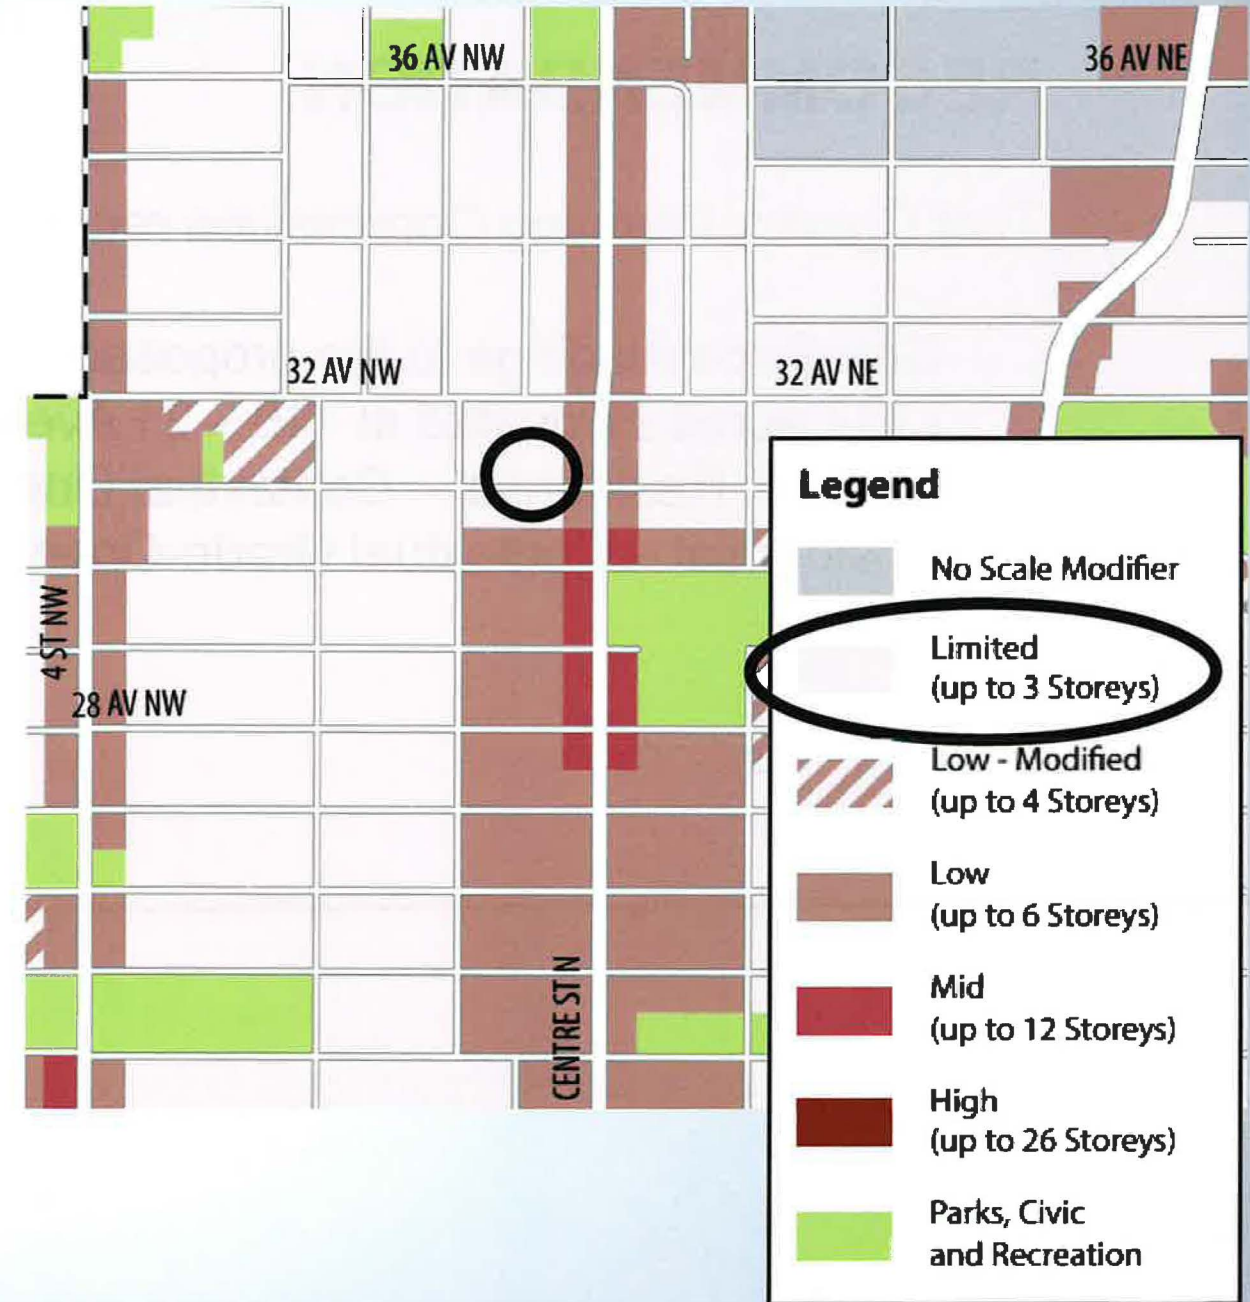 36 AV NW
36 AV NE
32 AV NW
32 AV NE
4 ST NW
28 AV NW
CENTRE ST N
Legend
No Scale Modifier
Limited
(up to 3 Storeys)
Low - Modified
(up to 4 Storeys)
Low
(up to 6 Storeys)
Mid
(up to 12 Storeys)
High
(up to 26 Storeys)
Parks, Civic
and Recreation